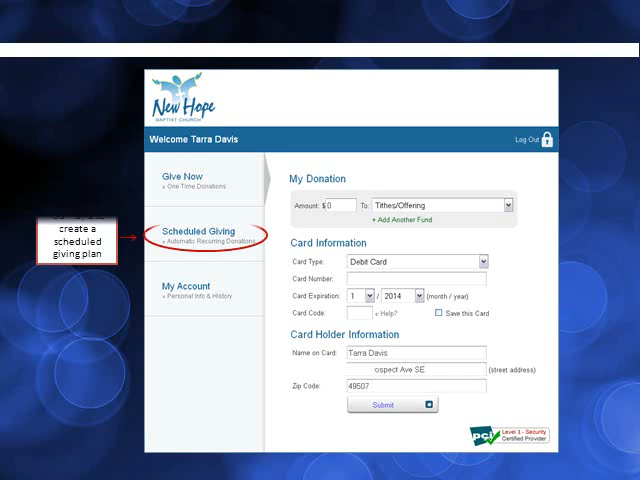 New Hope
BAPTIST CHURCH
Welcome Tarra Davis
Log Out
Give Now
» One Time Donations
Scheduled Giving
» Automatic Recurring Donations
My Account
» Personal Info & History
create a
scheduled
giving plan
My Donation
Amount: $ 0 To: Tithes/Offering
+ Add Another Fund
Card Information
Card Type: Debit Card
Card Number:
Card Expiration: 1 / 2014 (month / year)
Card Code: « Help? Save this Card
Card Holder Information
Name on Card: Tarra Davis
ospect Ave SE (street address)
Zip Code: 49507
Submit
pci Level 1 - Security
Certified Provider